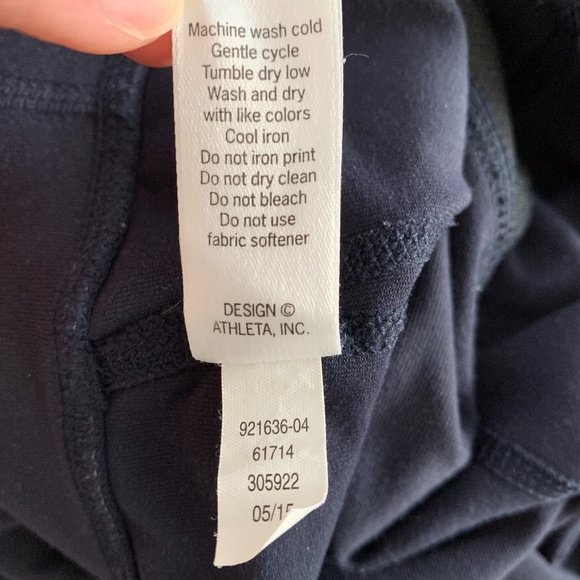 Machine wash cold
Gentle cycle
Tumble dry low
Wash and dry
with like colors
Cool iron
Do not iron print
Do not dry clean
Do not bleach
Do not use
fabric softener
DESIGN ©
ATHLETA, INC.
921636-04
61714
305922
05/15